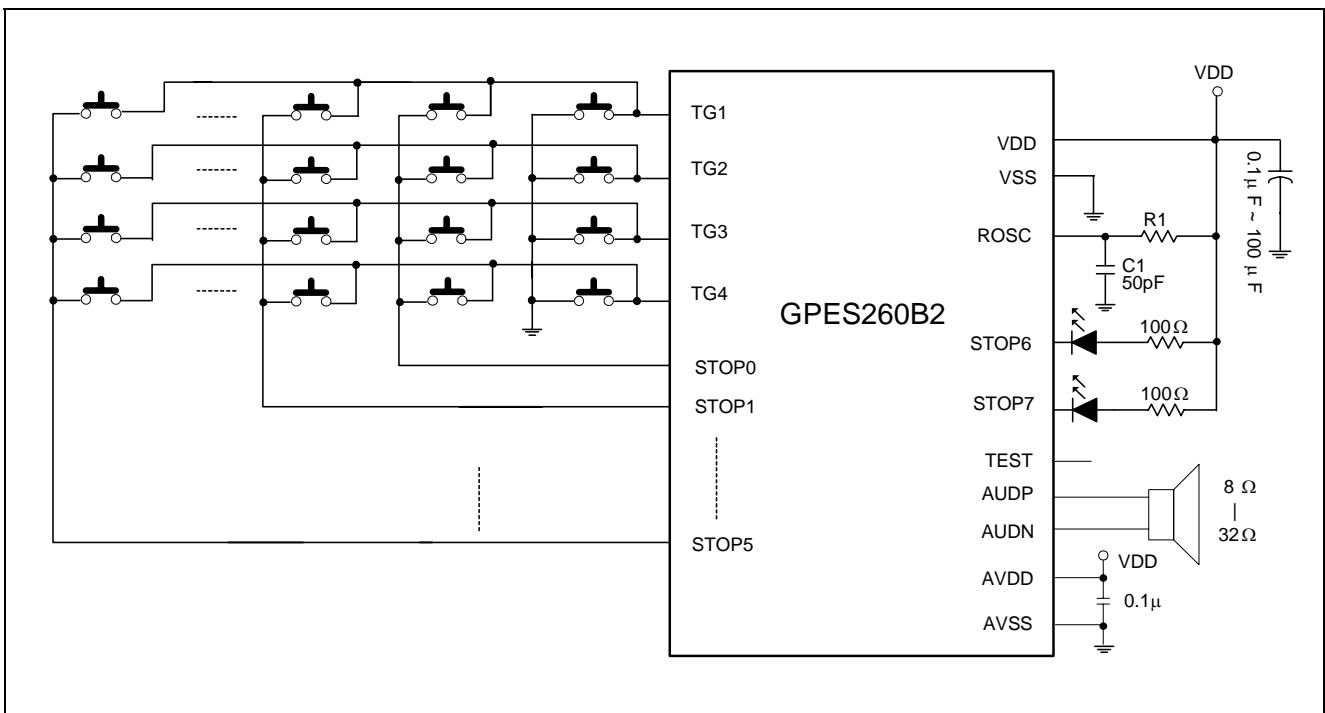 TG1
TG2
TG3
TG4
STOP0
STOP1
STOP5
GPES260B2
VDD
VDD
VSS
ROSC
R1
C1
50pF
0.1μF ~ 100μF
STOP6
100Ω
STOP7
100Ω
TEST
AUDP
AUDN
8 Ω
|
32Ω
AVDD
VDD
0.1μ
AVSS